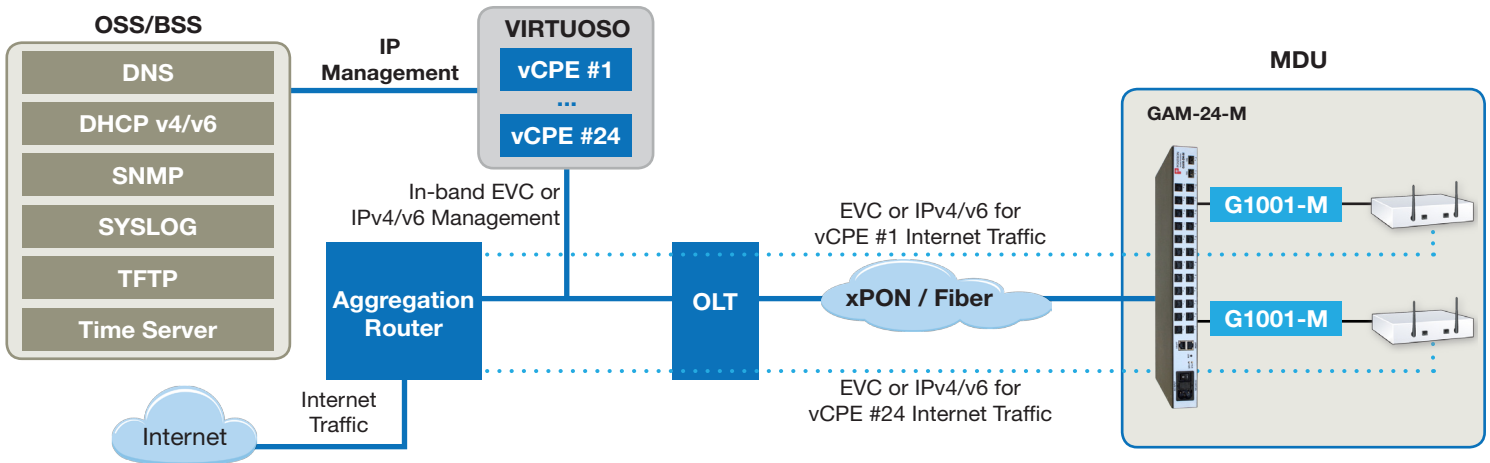 OSS/BSS
DNS
DHCP v4/v6
SNMP
SYSLOG
TFTP
Time Server
IP
Management
VIRTUOSO
vCPE #1
...
vCPE #24
In-band EVC or
IPv4/v6 Management
Aggregation
Router
Internet
Traffic
Internet
OLT
EVC or IPv4/v6 for
vCPE #1 Internet Traffic
xPON / Fiber
EVC or IPv4/v6 for
vCPE #24 Internet Traffic
MDU
GAM-24-M
G1001-M
G1001-M